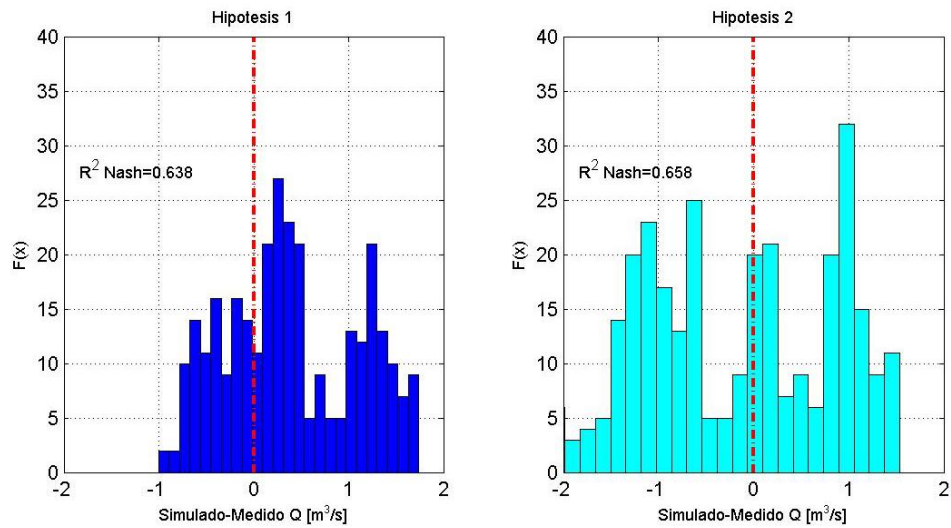 Hipotesis 1
40
35
30
25
20
15
10
5
0
F(x)
R² Nash=0.638
-2 -1 0 1 2
Simulado-Medido Q [m³/s]
Hipotesis 2
40
35
30
25
20
15
10
5
0
F(x)
R² Nash=0.658
-2 -1 0 1 2
Simulado-Medido Q [m³/s]